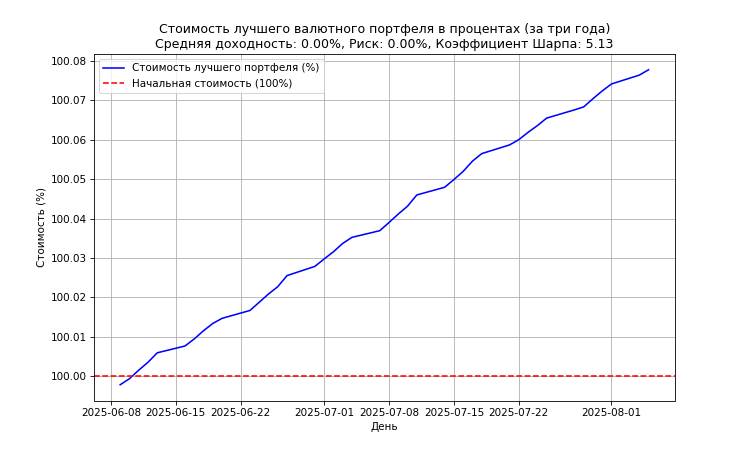 Стоимость лучшего валютного портфеля в процентах (за три года)
Средняя доходность: 0.00%, Риск: 0.00%, Коэффициент Шарпа: 5.13
Стоимость лучшего портфеля (%)
Начальная стоимость (100%)
Стоимость (%)
100.08
100.07
100.06
100.05
100.04
100.03
100.02
100.01
100.00
2025-06-08 2025-06-15 2025-06-22 2025-07-01 2025-07-08 2025-07-15 2025-07-22 2025-08-01
День